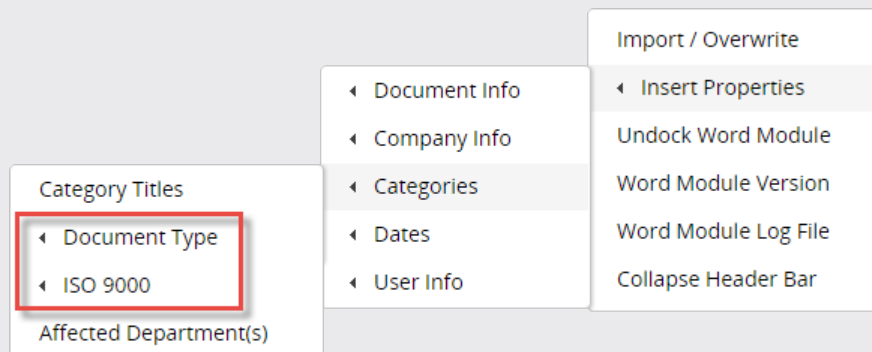 Import / Overwrite
Insert Properties
Undock Word Module
Word Module Version
Word Module Log File
Collapse Header Bar
Document Info
Company Info
Categories
Dates
User Info
Category Titles
Document Type
ISO 9000
Affected Department(s)